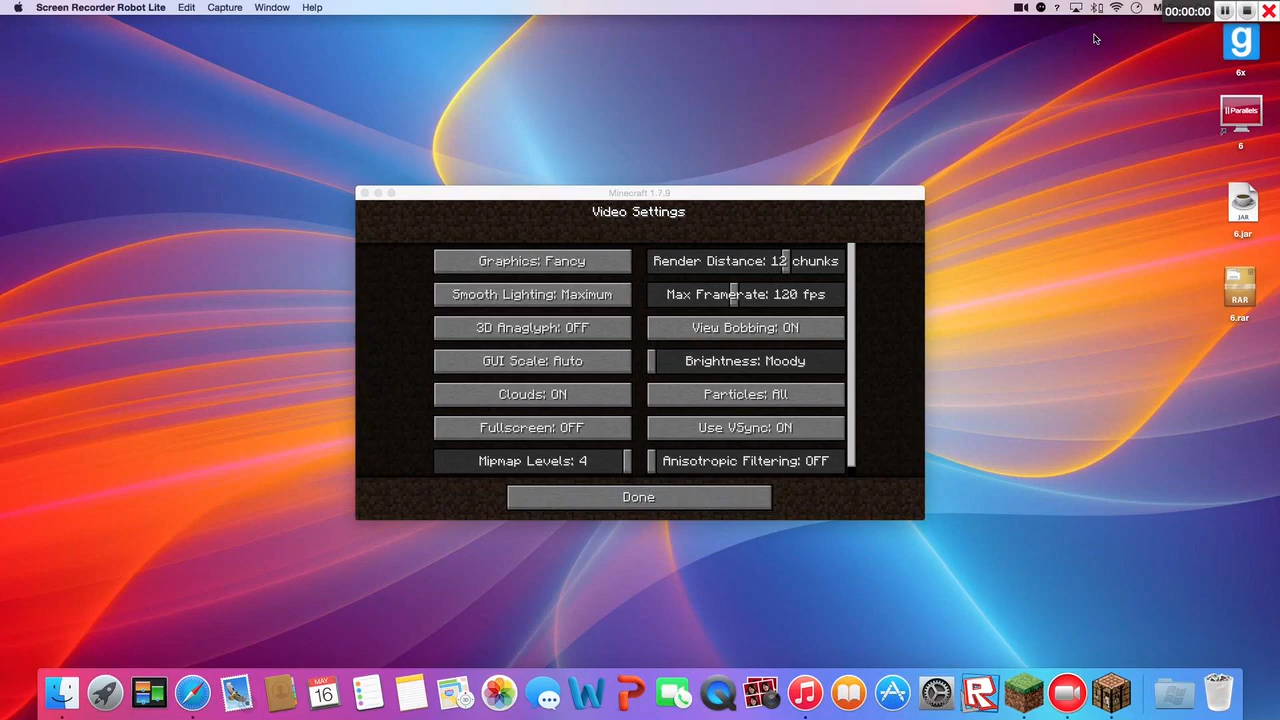 Screen Recorder Robot Lite Edit Capture Window Help
? M 00:00:00
g
6x
Parallels
6
JAR
6.jar
RAR
6.rar
Minecraft 1.7.9
Video Settings
Graphics: Fancy Render Distance: 12 chunks
Smooth Lighting: Maximum Max Framerate: 120 fps
3D Anaglyph: OFF View Bobbing: ON
GUI Scale: Auto Brightness: Moody
Clouds: ON Particles: All
Fullscreen: OFF Use VSync: ON
Mipmap Levels: 4 Anisotropic Filtering: OFF
Done
MAY
16